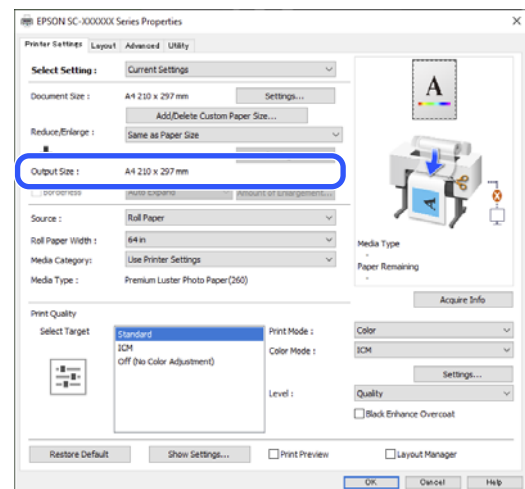 EPSON SC-XXXXXX Series Properties
Printer Settings Layout Advanced Utility
Select Setting : Current Settings
Document Size : A4 210 x 297 mm Settings...
Add/Delete Custom Paper Size...
Reduce/Enlarge : Same as Paper Size
Output Size : A4 210 x 297 mm
Borderless Auto Expand Amount of Enlargement...
Source : Roll Paper
Roll Paper Width : 64 in
Media Category: Use Printer Settings
Media Type : Premium Luster Photo Paper(260)
A
Media Type
-
Paper Remaining
-
Acquire Info
Print Quality
Select Target
Standard
ICM
Off (No Color Adjustment)
Print Mode : Color
Color Mode : ICM
Settings...
Level : Quality
Black Enhance Overcoat
Restore Default Show Settings... Print Preview Layout Manager
OK Cancel Help